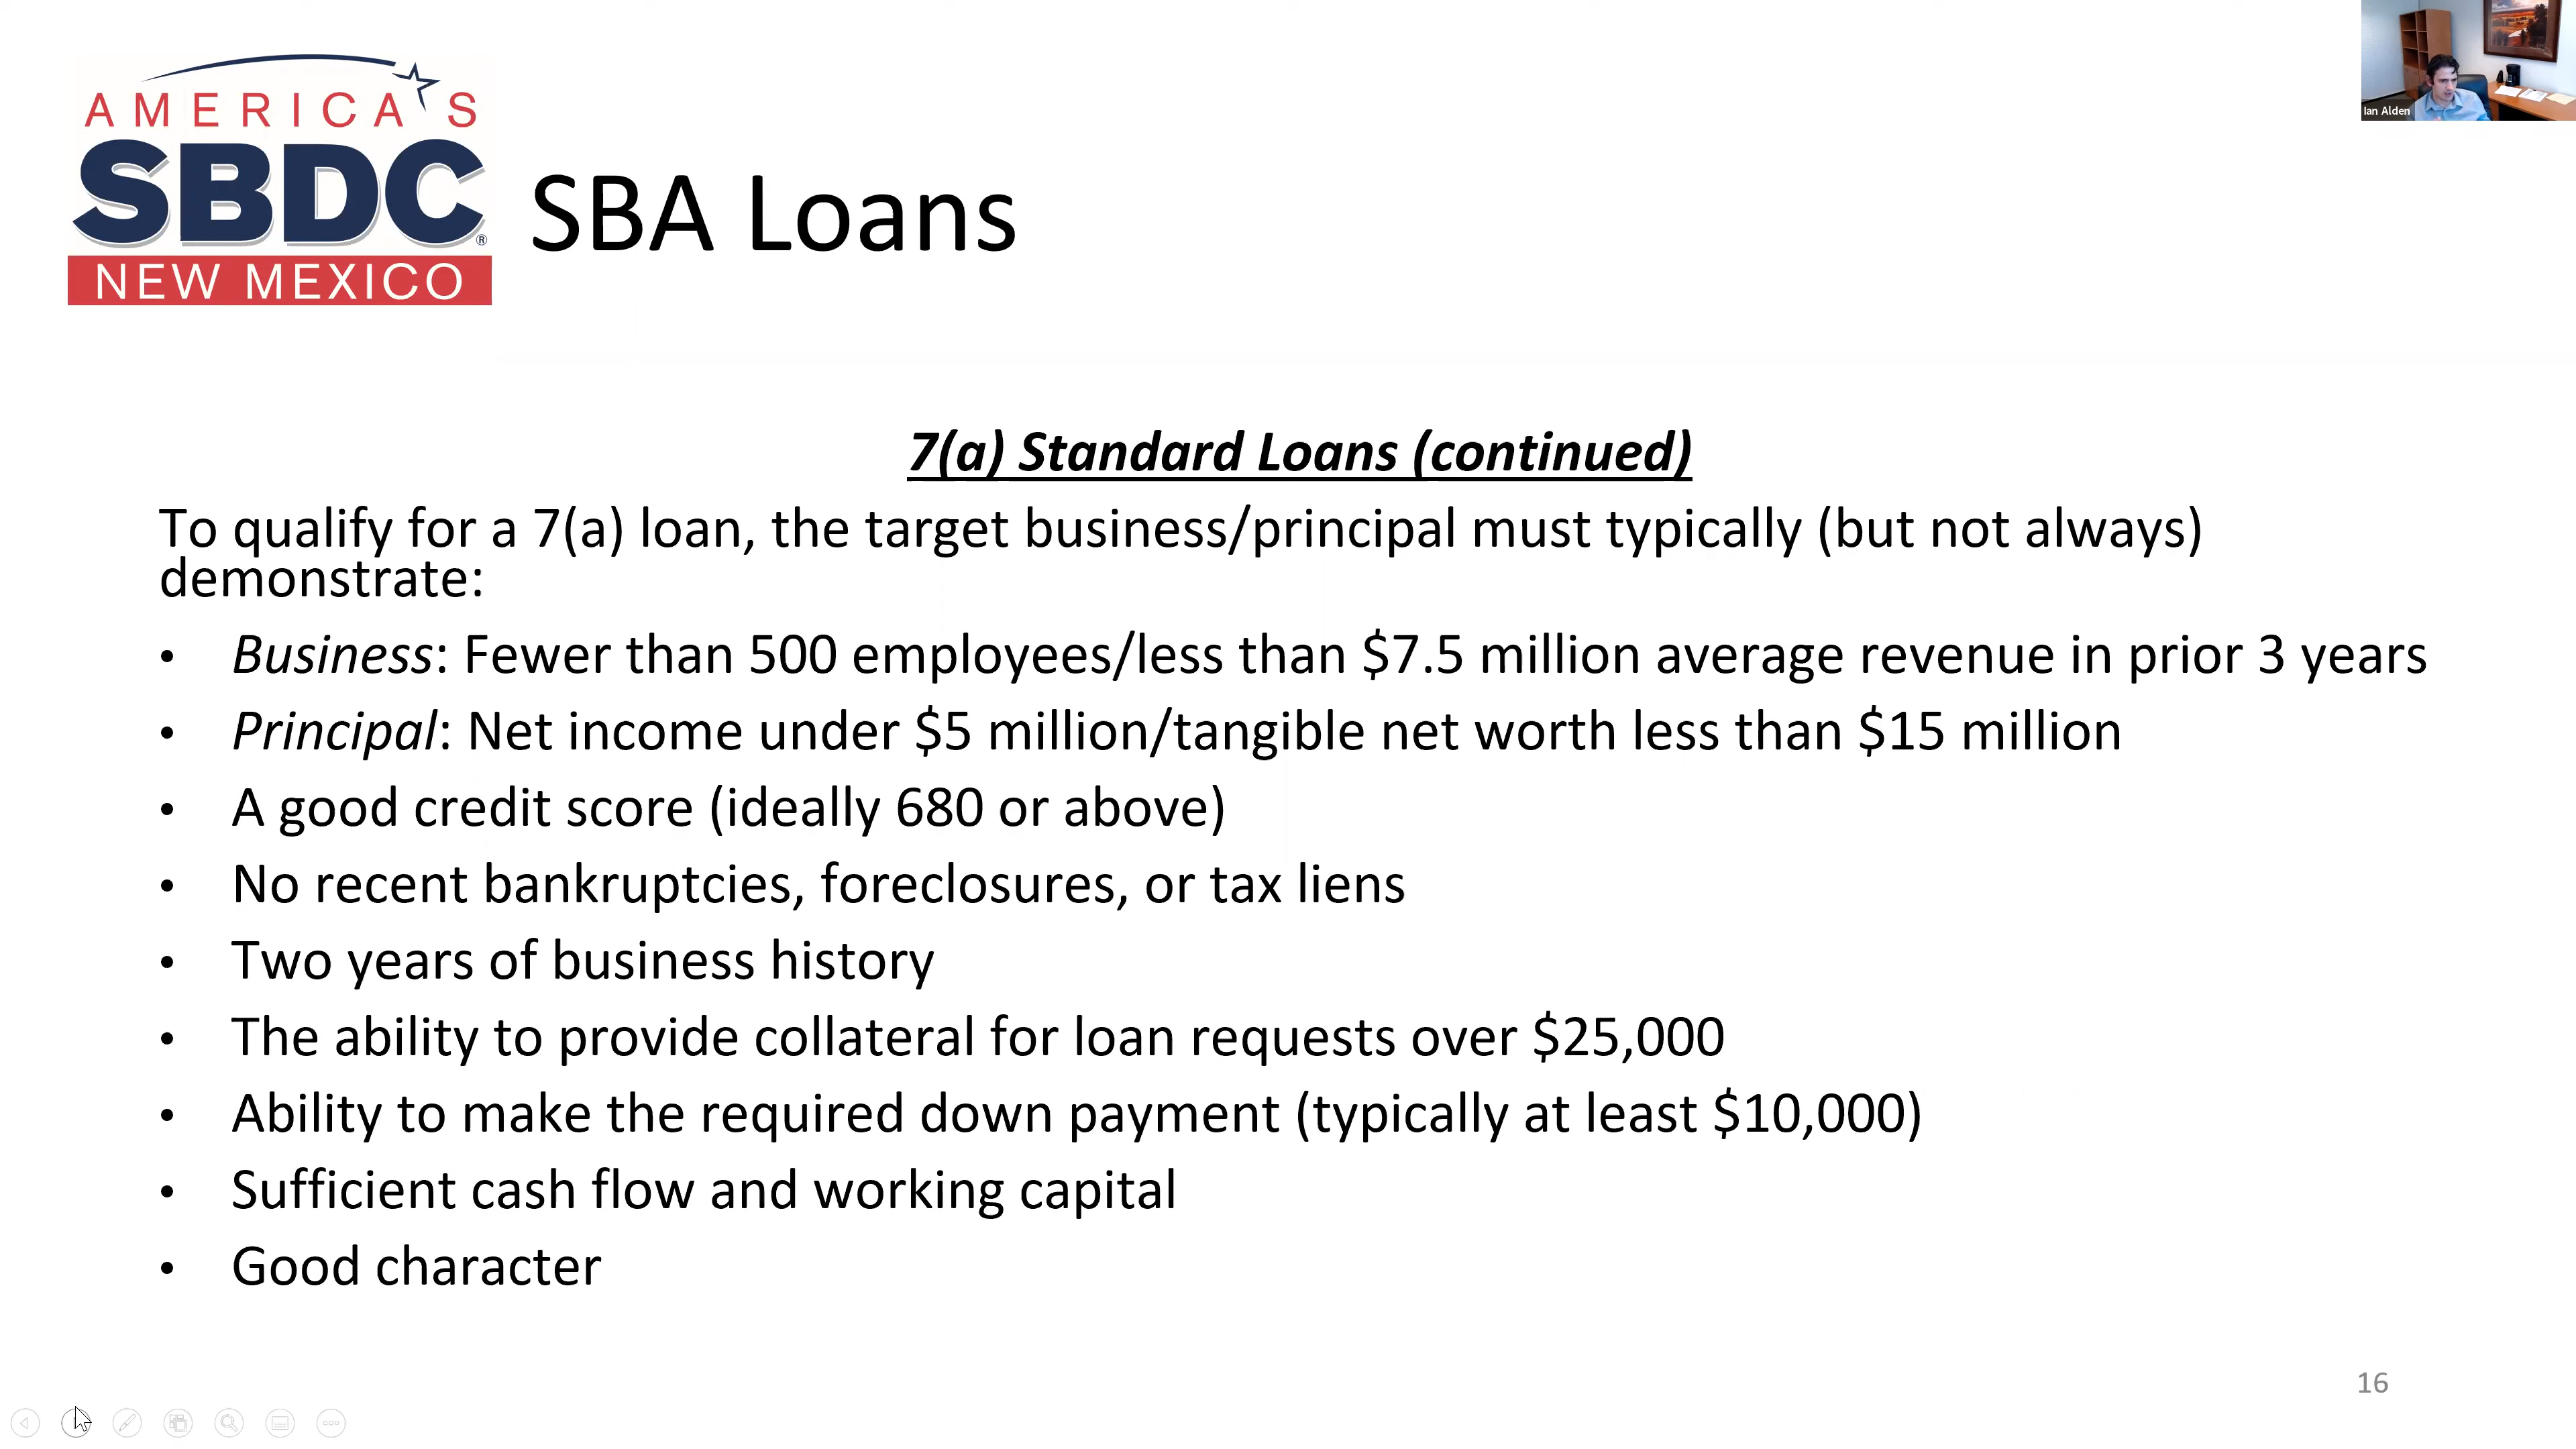 AMERICA'S
SBDC®
NEW MEXICO
SBA Loans
Ian Alden
7(a) Standard Loans (continued)
To qualify for a 7(a) loan, the target business/principal must typically (but not always)
demonstrate:
• Business: Fewer than 500 employees/less than $7.5 million average revenue in prior 3 years
• Principal: Net income under $5 million/tangible net worth less than $15 million
• A good credit score (ideally 680 or above)
• No recent bankruptcies, foreclosures, or tax liens
• Two years of business history
• The ability to provide collateral for loan requests over $25,000
• Ability to make the required down payment (typically at least $10,000)
• Sufficient cash flow and working capital
• Good character
16